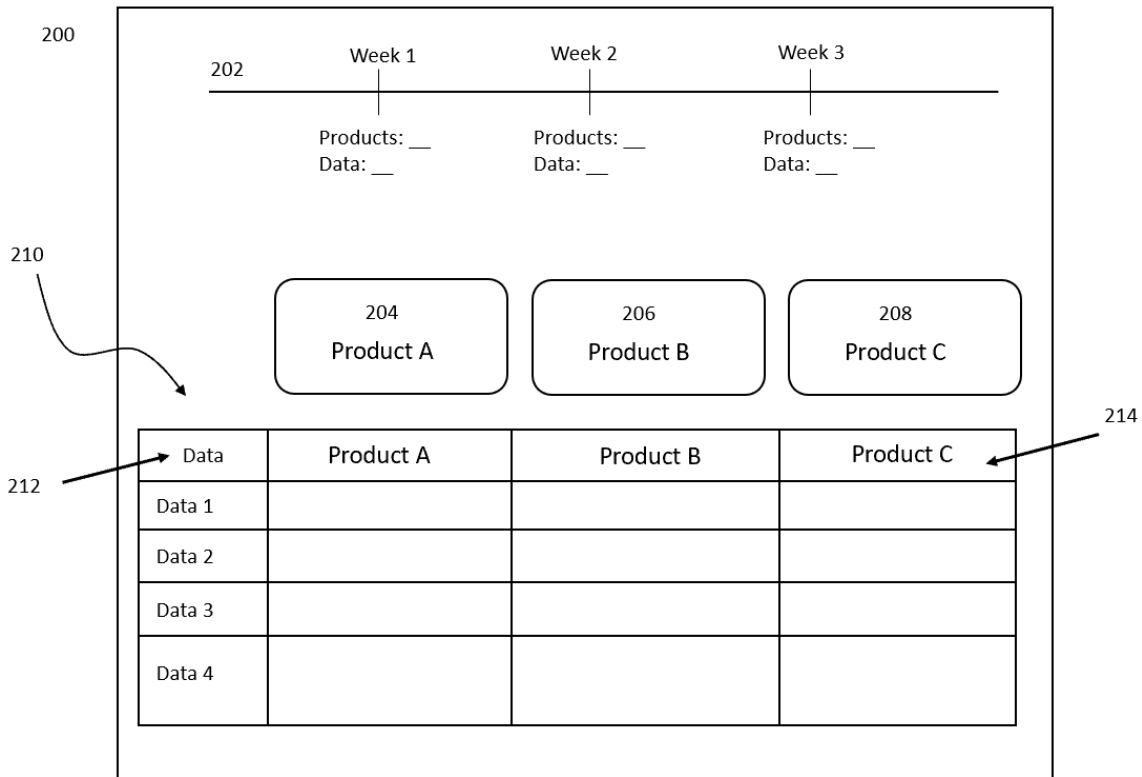 200
202
Week 1
Week 2
Week 3
Products: __
Data: __
Products: __
Data: __
Products: __
Data: __
210
204
Product A
206
Product B
208
Product C
214
212
Data Product A Product B Product C
Data 1
Data 2
Data 3
Data 4